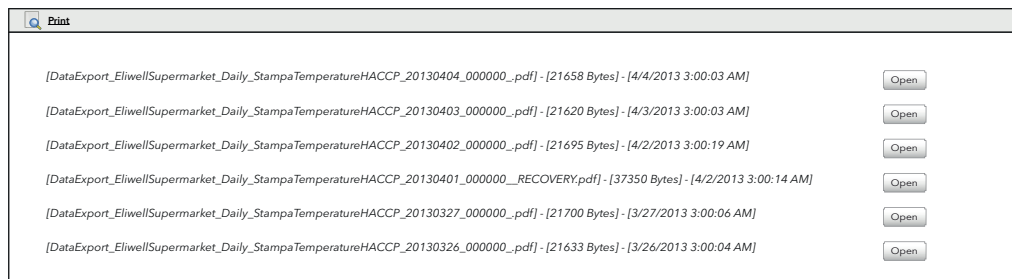 Print
[DataExport_EliwellSupermarket_Daily_StampaTemperatureHACCP_20130404_000000_.pdf] - [21658 Bytes] - [4/4/2013 3:00:03 AM] Open
[DataExport_EliwellSupermarket_Daily_StampaTemperatureHACCP_20130403_000000_.pdf] - [21620 Bytes] - [4/3/2013 3:00:03 AM] Open
[DataExport_EliwellSupermarket_Daily_StampaTemperatureHACCP_20130402_000000_.pdf] - [21695 Bytes] - [4/2/2013 3:00:19 AM] Open
[DataExport_EliwellSupermarket_Daily_StampaTemperatureHACCP_20130401_000000__RECOVERY.pdf] - [37350 Bytes] - [4/2/2013 3:00:14 AM] Open
[DataExport_EliwellSupermarket_Daily_StampaTemperatureHACCP_20130327_000000_.pdf] - [21700 Bytes] - [3/27/2013 3:00:06 AM] Open
[DataExport_EliwellSupermarket_Daily_StampaTemperatureHACCP_20130326_000000_.pdf] - [21633 Bytes] - [3/26/2013 3:00:04 AM] Open